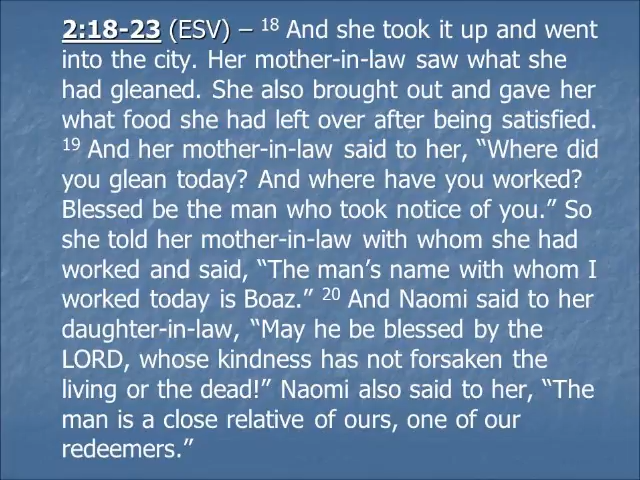 2:18-23 (ESV) – 18 And she took it up and went
into the city. Her mother-in-law saw what she
had gleaned. She also brought out and gave her
what food she had left over after being satisfied.
19 And her mother-in-law said to her, “Where did
you glean today? And where have you worked?
Blessed be the man who took notice of you.” So
she told her mother-in-law with whom she had
worked and said, “The man’s name with whom I
worked today is Boaz.” 20 And Naomi said to her
daughter-in-law, “May he be blessed by the
LORD, whose kindness has not forsaken the
living or the dead!” Naomi also said to her, “The
man is a close relative of ours, one of our
redeemers.”